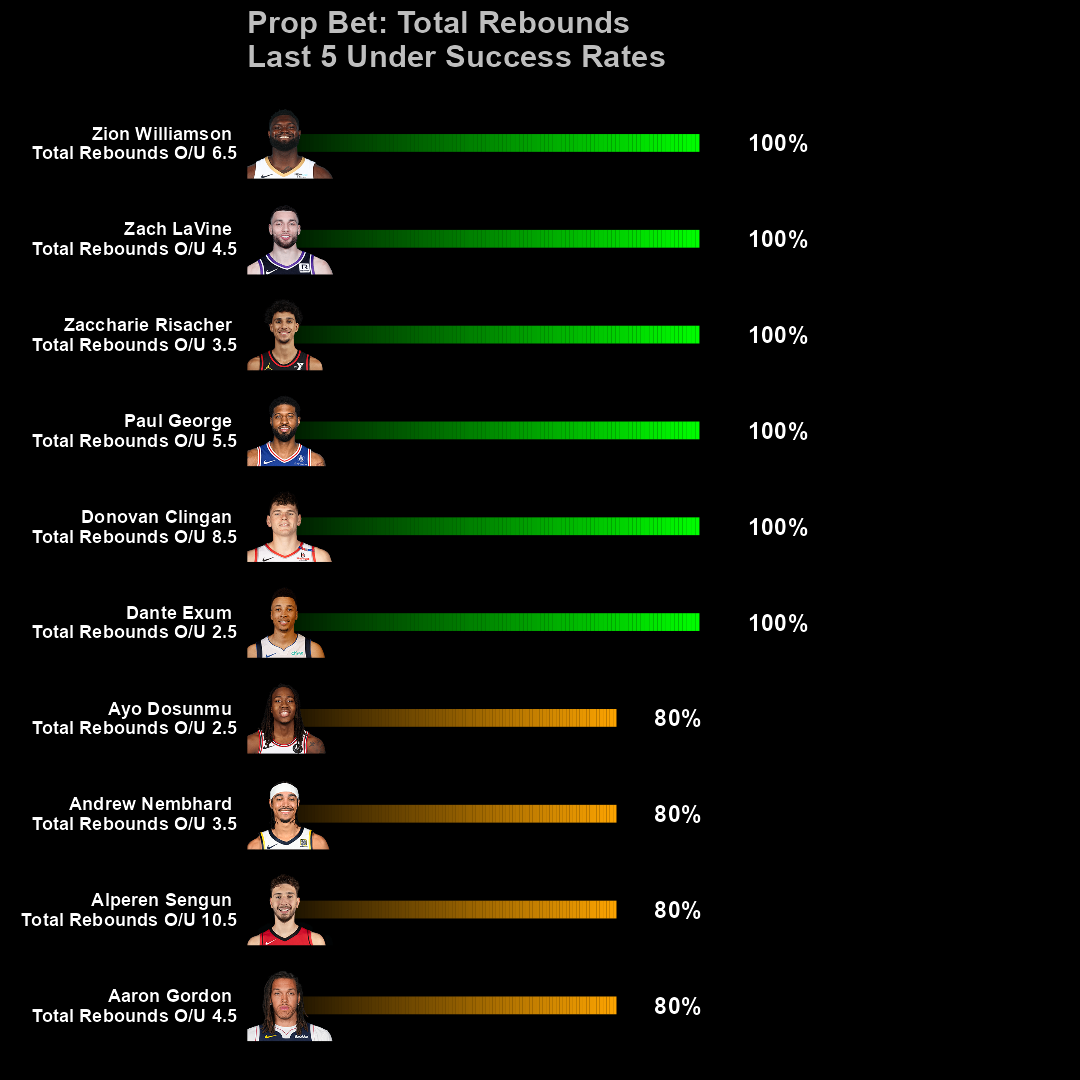 Prop Bet: Total Rebounds
Last 5 Under Success Rates
Zion Williamson
Total Rebounds O/U 6.5
100%
Zach LaVine
Total Rebounds O/U 4.5
100%
Zaccharie Risacher
Total Rebounds O/U 3.5
100%
Paul George
Total Rebounds O/U 5.5
100%
Donovan Clingan
Total Rebounds O/U 8.5
100%
Dante Exum
Total Rebounds O/U 2.5
100%
Ayo Dosunmu
Total Rebounds O/U 2.5
80%
Andrew Nembhard
Total Rebounds O/U 3.5
80%
Alperen Sengun
Total Rebounds O/U 10.5
80%
Aaron Gordon
Total Rebounds O/U 4.5
80%